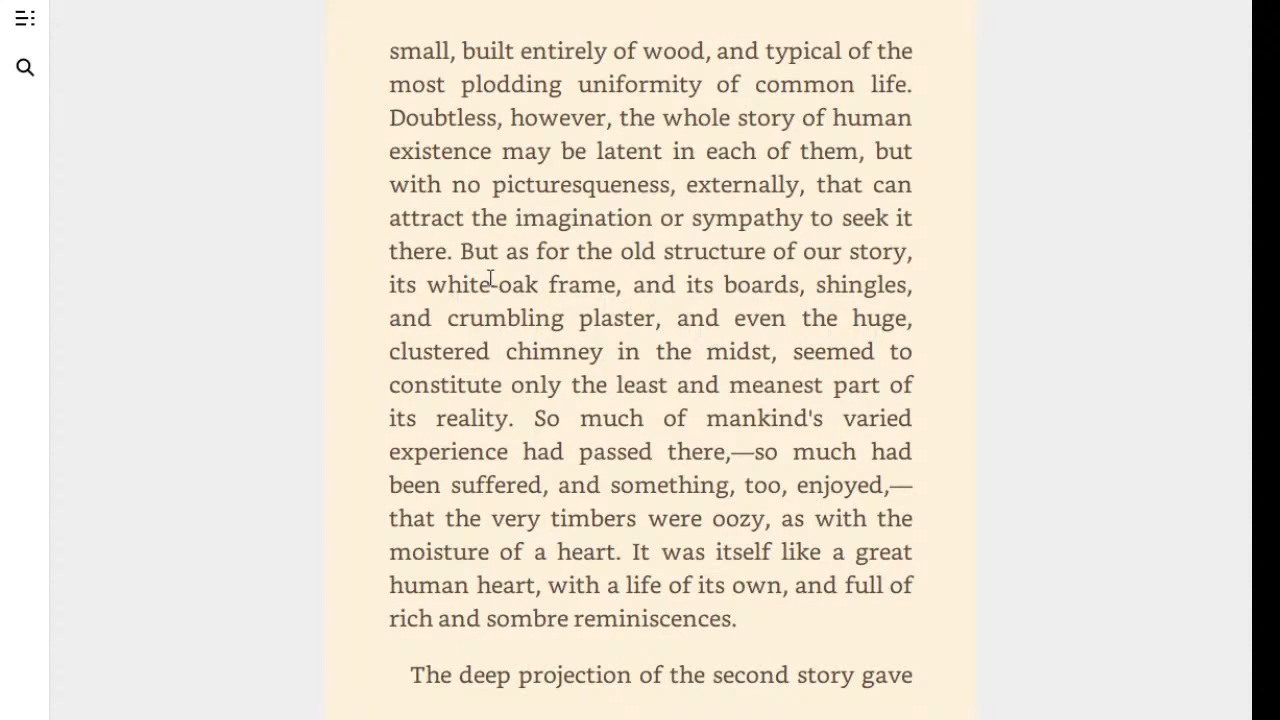 small, built entirely of wood, and typical of the
most plodding uniformity of common life.
Doubtless, however, the whole story of human
existence may be latent in each of them, but
with no picturesqueness, externally, that can
attract the imagination or sympathy to seek it
there. But as for the old structure of our story,
its white-oak frame, and its boards, shingles,
and crumbling plaster, and even the huge,
clustered chimney in the midst, seemed to
constitute only the least and meanest part of
its reality. So much of mankind's varied
experience had passed there,—so much had
been suffered, and something, too, enjoyed,—
that the very timbers were oozy, as with the
moisture of a heart. It was itself like a great
human heart, with a life of its own, and full of
rich and sombre reminiscences.
The deep projection of the second story gave